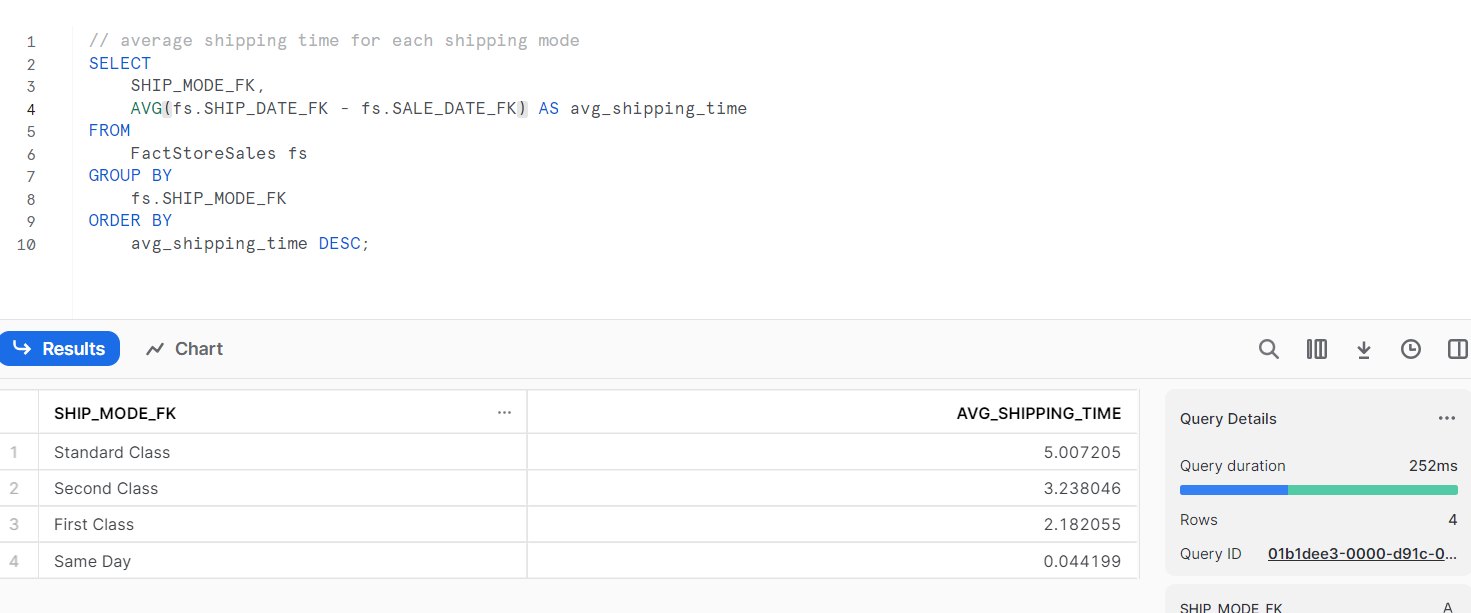 1 // average shipping time for each shipping mode
2 SELECT
3 SHIP_MODE_FK,
4 AVG(fs.SHIP_DATE_FK - fs.SALE_DATE_FK) AS avg_shipping_time
5 FROM
6 FactStoreSales fs
7 GROUP BY
8 fs.SHIP_MODE_FK
9 ORDER BY
10 avg_shipping_time DESC;
Results Chart
SHIP_MODE_FK ... AVG_SHIPPING_TIME
1 Standard Class 5.007205
2 Second Class 3.238046
3 First Class 2.182055
4 Same Day 0.044199
Query Details ...
Query duration 252ms
Rows 4
Query ID 01b1dee3-0000-d91c-0...
SHIP_MODE_FK A